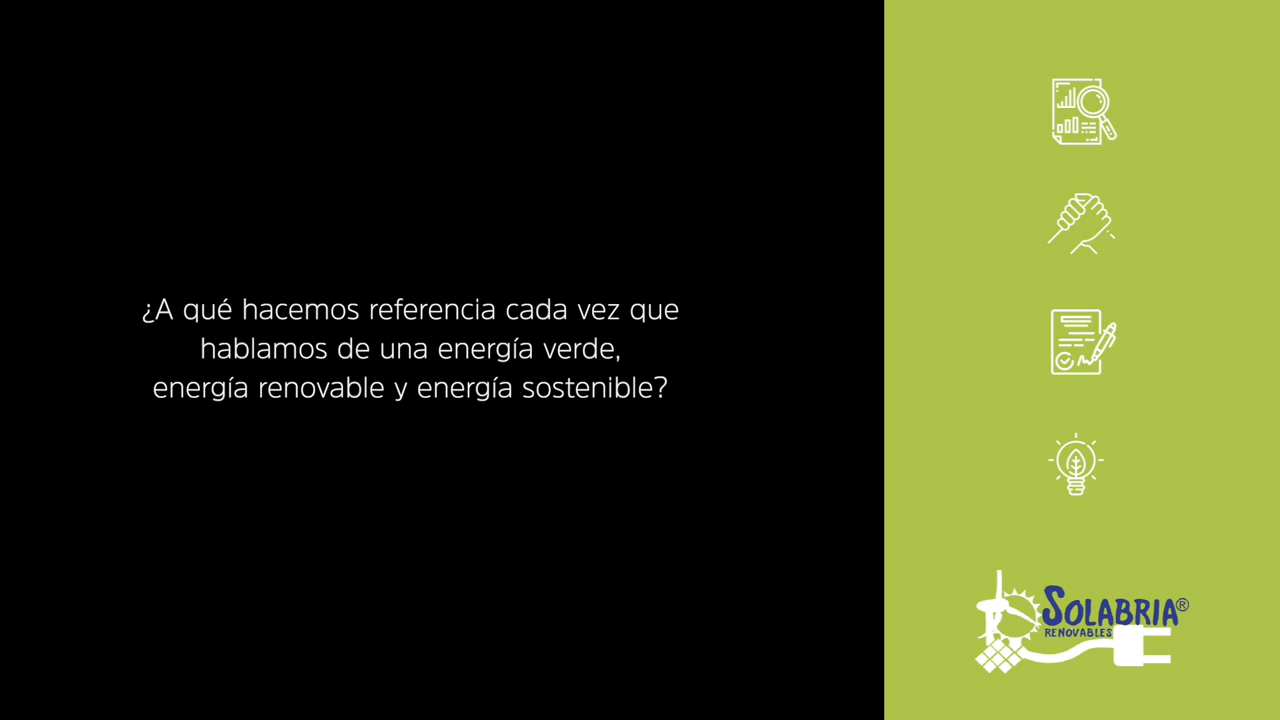 ¿A qué hacemos referencia cada vez que
hablamos de una energía verde,
energía renovable y energía sostenible?
SOLABRIA®
RENOVABLES